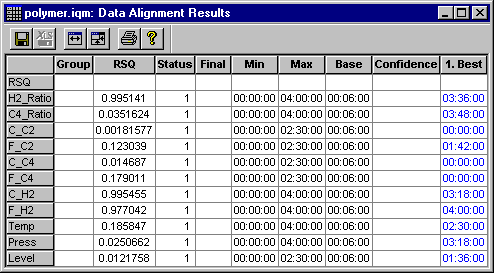 polymer.iqm: Data Alignment Results
XLS
?
Group RSQ Status Final Min Max Base Confidence 1. Best
RSQ
H2_Ratio 0.995141 1 00:00:00 04:00:00 00:06:00 03:36:00
C4_Ratio 0.0351624 1 00:00:00 04:00:00 00:06:00 03:48:00
C_C2 0.00181577 1 00:00:00 02:30:00 00:06:00 00:00:00
F_C2 0.123039 1 00:00:00 02:30:00 00:06:00 01:42:00
C_C4 0.014687 1 00:00:00 02:30:00 00:06:00 00:00:00
F_C4 0.179011 1 00:00:00 02:30:00 00:06:00 00:00:00
C_H2 0.995455 1 00:00:00 04:00:00 00:06:00 03:18:00
F_H2 0.977042 1 00:00:00 04:00:00 00:06:00 04:00:00
Temp 0.185847 1 00:00:00 04:00:00 00:06:00 02:30:00
Press 0.0250662 1 00:00:00 04:00:00 00:06:00 03:18:00
Level 0.0121758 1 00:00:00 02:30:00 00:06:00 01:36:00